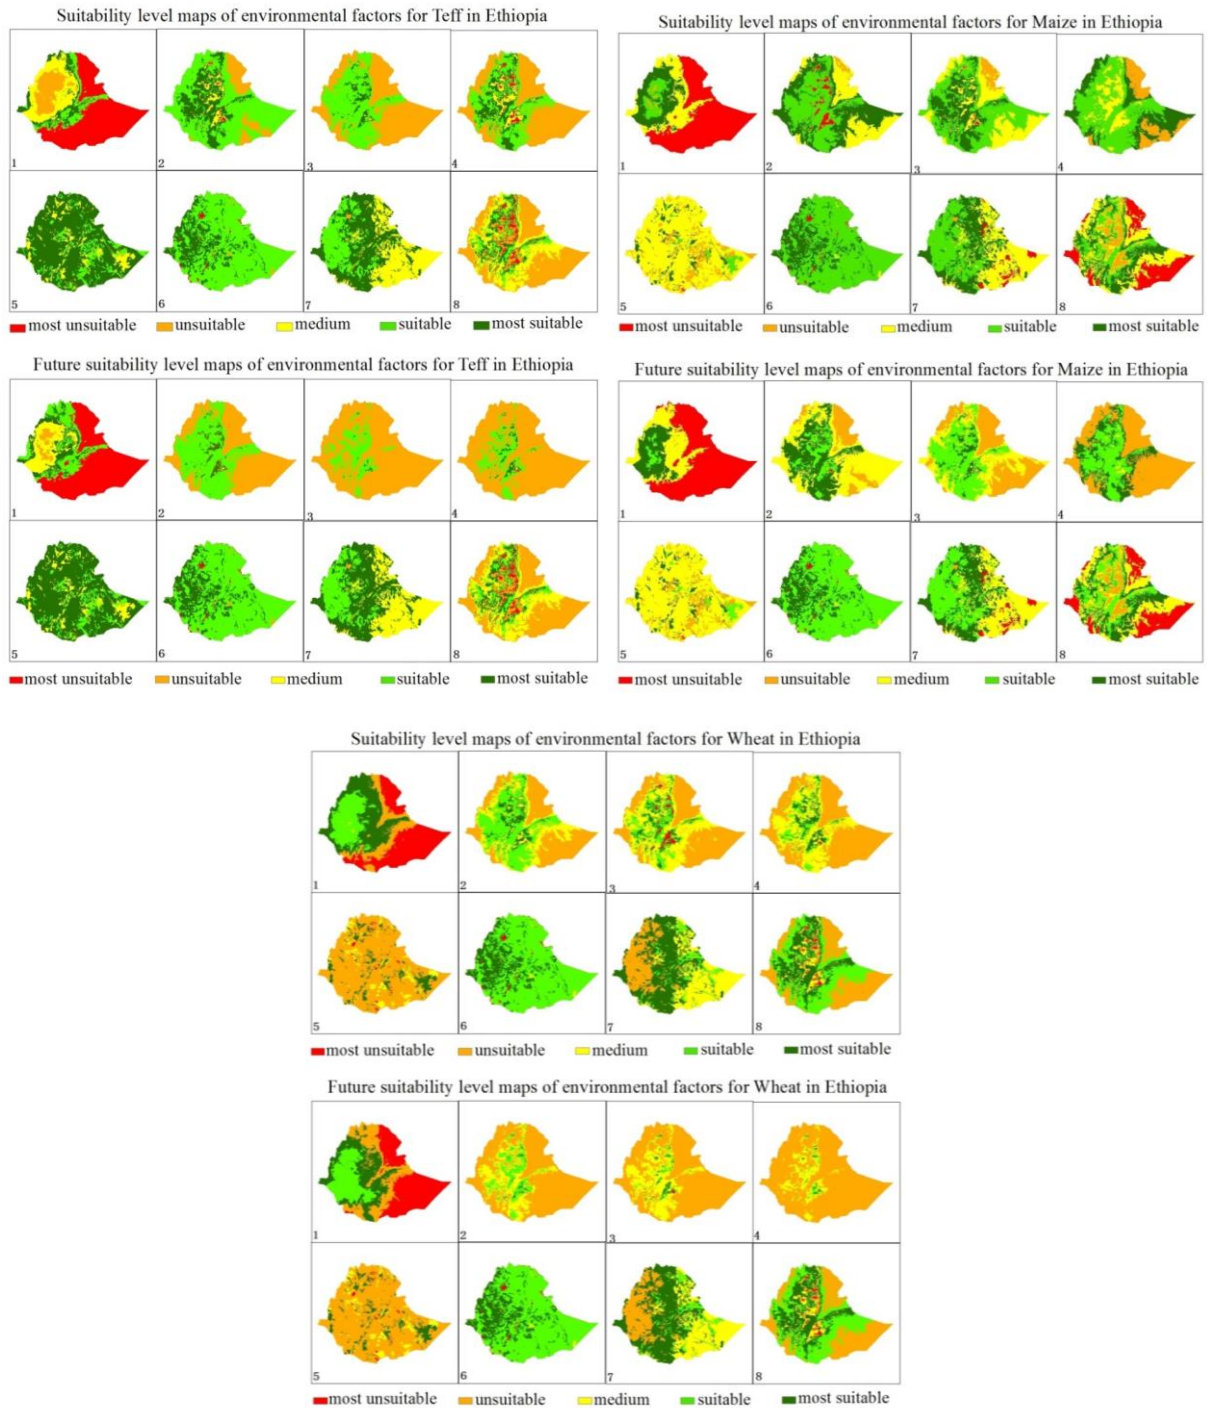 Suitability level maps of environmental factors for Teff in Ethiopia
1 2 3 4
5 6 7 8
most unsuitable unsuitable medium suitable most suitable
Suitability level maps of environmental factors for Maize in Ethiopia
1 2 3 4
5 6 7 8
most unsuitable unsuitable medium suitable most suitable
Future suitability level maps of environmental factors for Teff in Ethiopia
1 2 3 4
5 6 7 8
most unsuitable unsuitable medium suitable most suitable
Future suitability level maps of environmental factors for Maize in Ethiopia
1 2 3 4
5 6 7 8
most unsuitable unsuitable medium suitable most suitable
Suitability level maps of environmental factors for Wheat in Ethiopia
1 2 3 4
5 6 7 8
most unsuitable unsuitable medium suitable most suitable
Future suitability level maps of environmental factors for Wheat in Ethiopia
1 2 3 4
5 6 7 8
most unsuitable unsuitable medium suitable most suitable